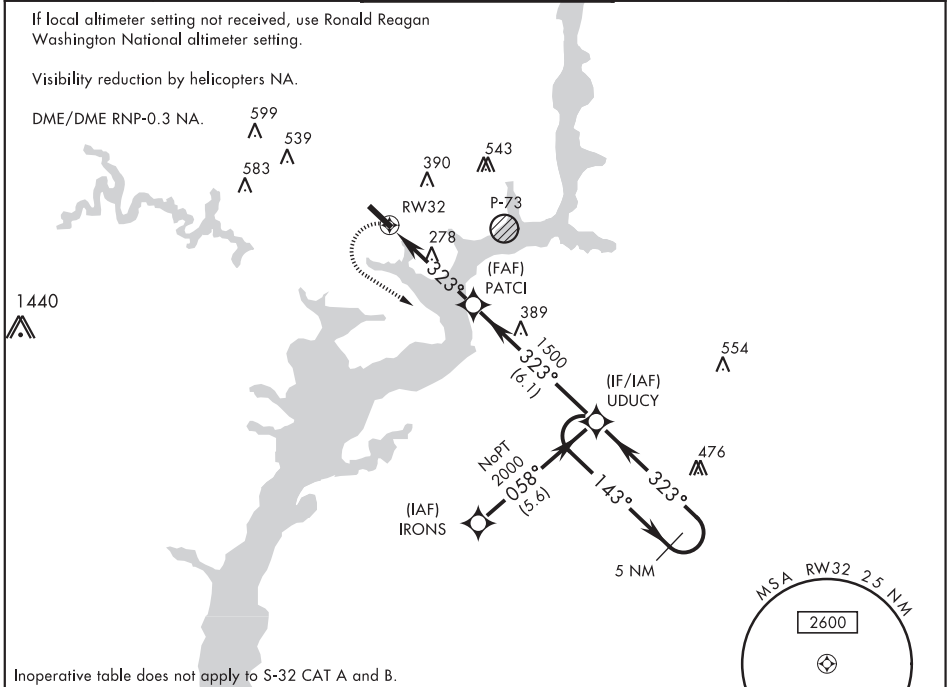 If local altimeter setting not received, use Ronald Reagan
Washington National altimeter setting.
Visibility reduction by helicopters NA.
DME/DME RNP-0.3 NA.
599
539
583
390
543
RW32
P-73
278
323°
(FAF)
PATCI
1440
389
1500
323°
(6.1)
554
(IF/IAF)
UDUCY
476
NoPT
2000
058°
(5.6)
143°
323°
(IAF)
IRONS
5 NM
MSA RW32 25 NM
2600
Inoperative table does not apply to S-32 CAT A and B.